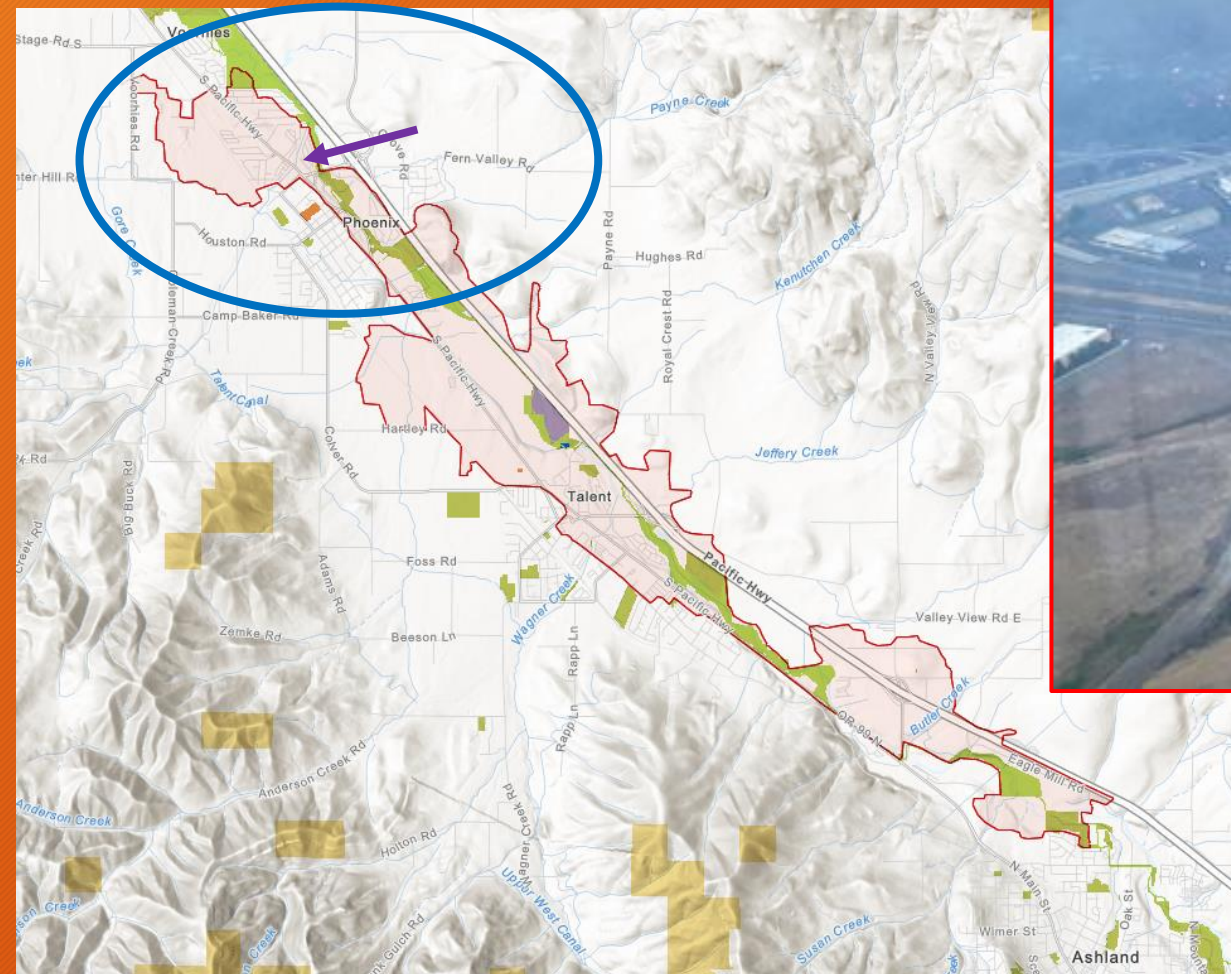 Stage Rd S
Voorhies
Voorhies Rd
S Pacific Hwy
Payne Creek
Grove Rd
Fern Valley Rd
Gore Creek
Phoenix
Houston Rd
Payne Rd
Hughes Rd
Kenutchen Creek
Coleman Creek Rd
Camp Baker Rd
Royal Crest Rd
N Valley View Rd
S Pacific Hwy
Talent Canal
Hartley Rd
Colver Rd
Jeffery Creek
Big Buck Rd
Talent
Foss Rd
Adams Rd
Pacific Hwy
S Pacific Hwy
Wagner Creek
Valley View Rd E
Zemke Rd
Beeson Ln
Rapp Ln
Butler Creek
Rapp Ln
OR-99 N
Eagle Mill Rd
Anderson Creek Rd
Anderson Creek
Wagner Creek Rd
Holton Rd
Upper West Canal
N Main St
Oak St
Susan Creek
Wimer St
Ashland